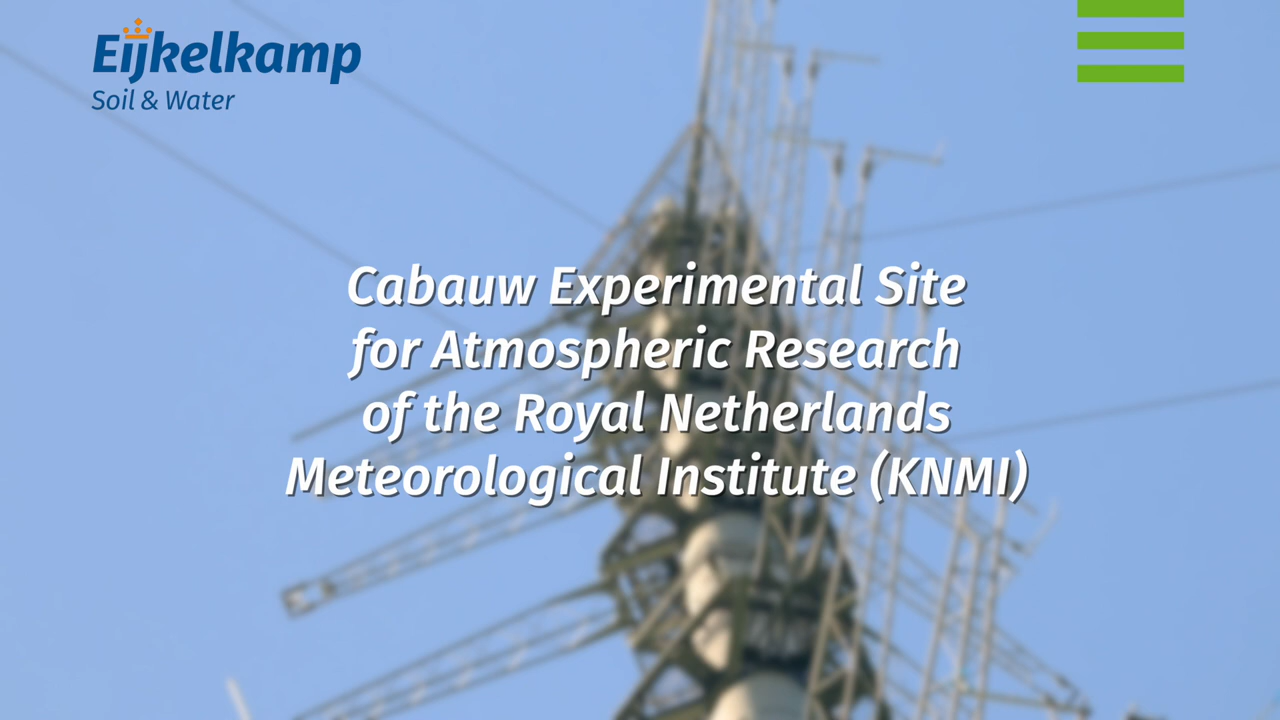 Eijkelkamp
Soil & Water
Cabauw Experimental Site
for Atmospheric Research
of the Royal Netherlands
Meteorological Institute (KNMI)